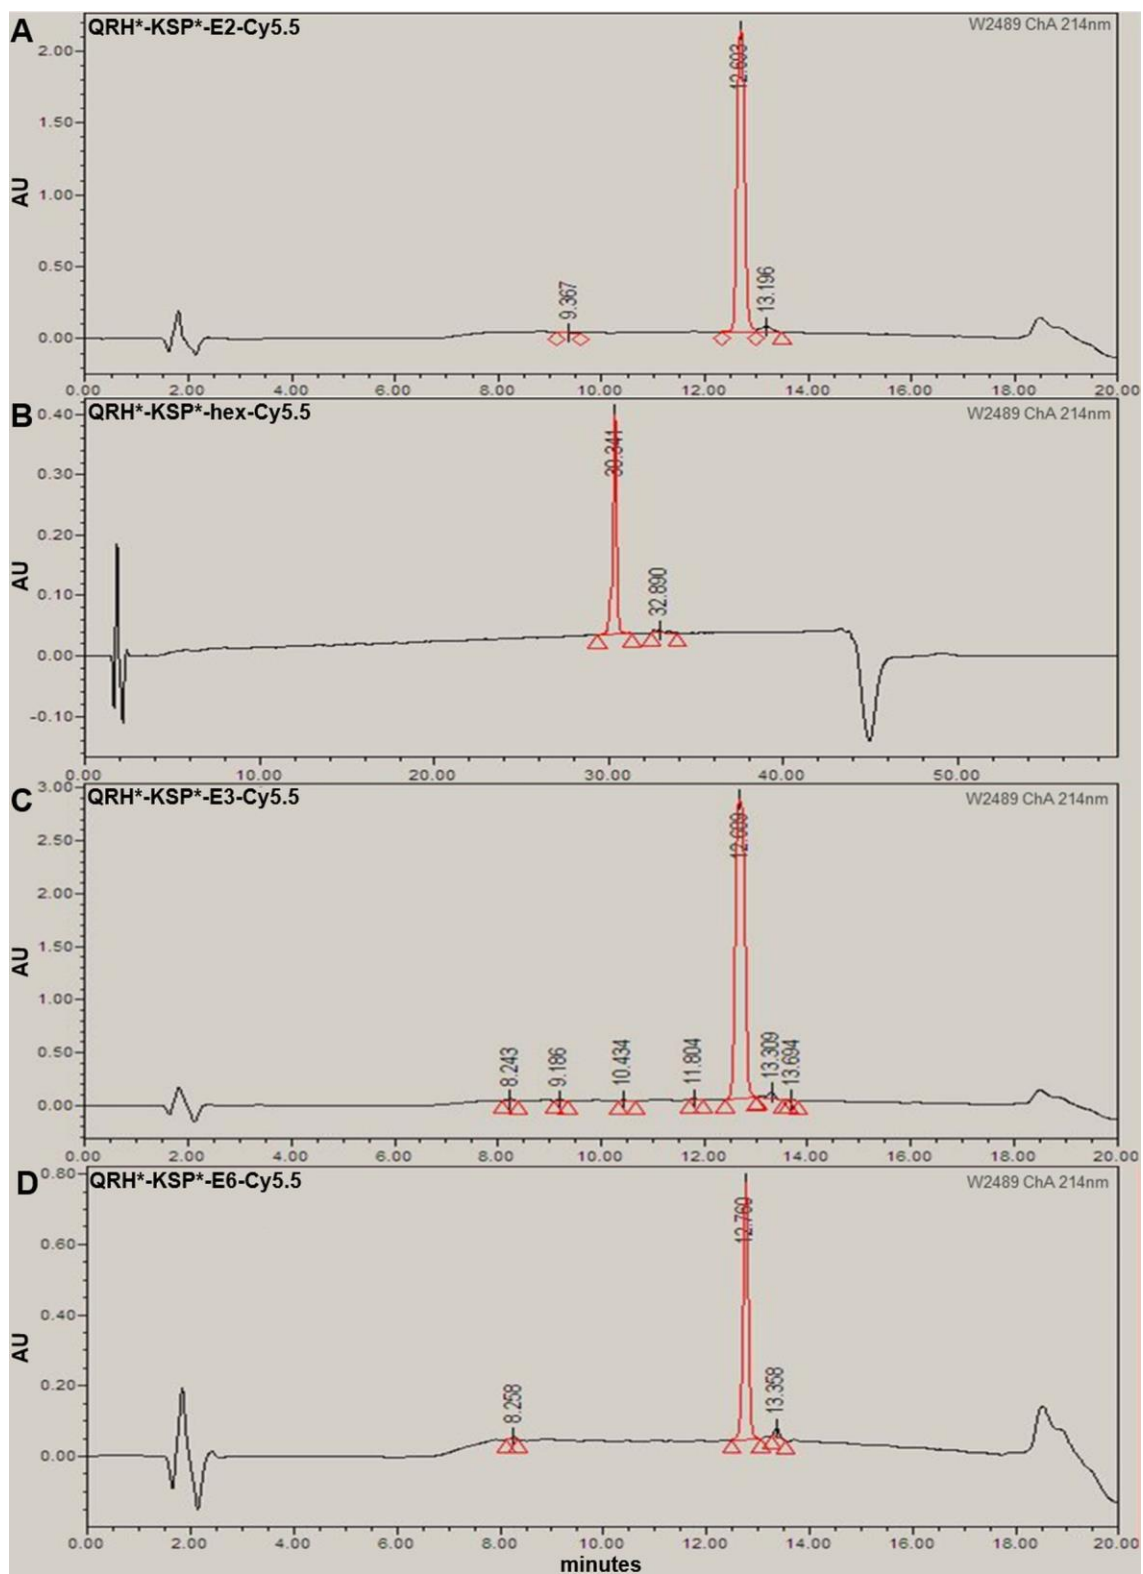 A QRH*-KSP*-E2-Cy5.5 W2489 ChA 214nm
AU
2.00
1.50
1.00
0.50
0.00
9.367
12.693
13.196
0.00 2.00 4.00 6.00 8.00 10.00 12.00 14.00 16.00 18.00 20.00
B QRH*-KSP*-hex-Cy5.5 W2489 ChA 214nm
AU
0.40
0.30
0.20
0.10
0.00
-0.10
30.341
32.890
0.00 10.00 20.00 30.00 40.00 50.00
C QRH*-KSP*-E3-Cy5.5 W2489 ChA 214nm
AU
3.00
2.50
2.00
1.50
1.00
0.50
0.00
8.243
9.186
10.434
11.804
13.309
13.694
0.00 2.00 4.00 6.00 8.00 10.00 12.00 14.00 16.00 18.00 20.00
D QRH*-KSP*-E6-Cy5.5 W2489 ChA 214nm
AU
0.80
0.60
0.40
0.20
0.00
8.258
12.760
13.358
0.00 2.00 4.00 6.00 8.00 10.00 12.00 14.00 16.00 18.00 20.00
minutes